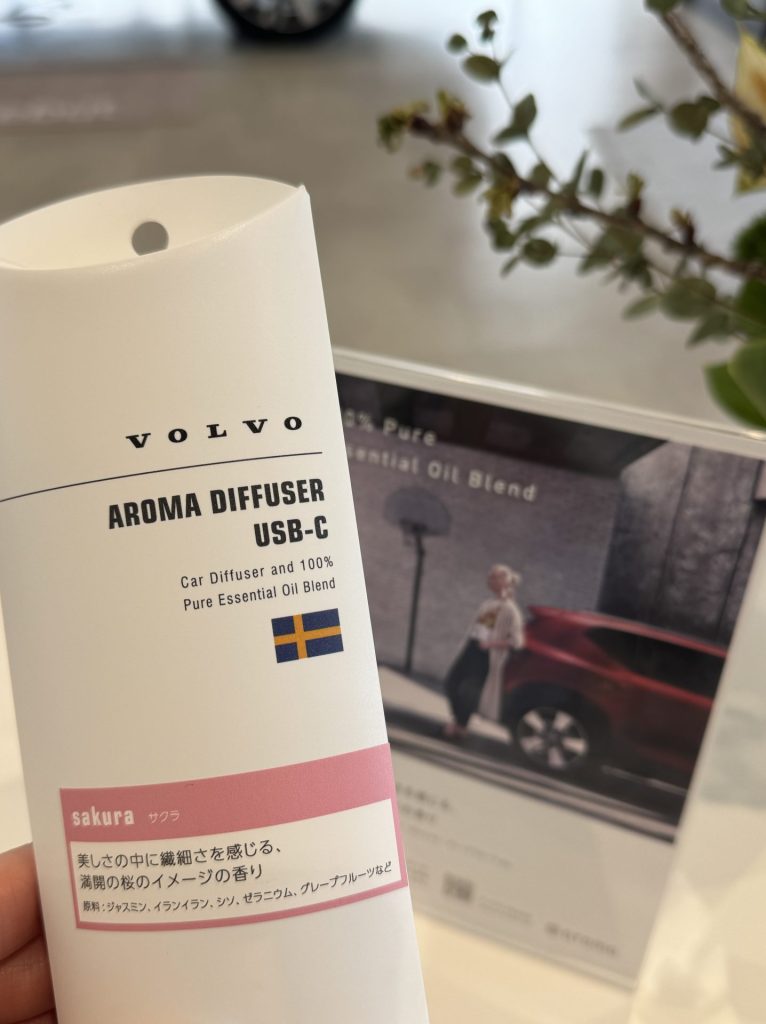 VOLVO
AROMA DIFFUSER
USB-C
Car Diffuser and 100%
Pure Essential Oil Blend
sakura サクラ
美しさの中に繊細さを感じる、
満開の桜のイメージの香り
原料:ジャスミン、イランイラン、シソ、ゼラニウム、グレープフルーツなど
% Pure
Oil Blend